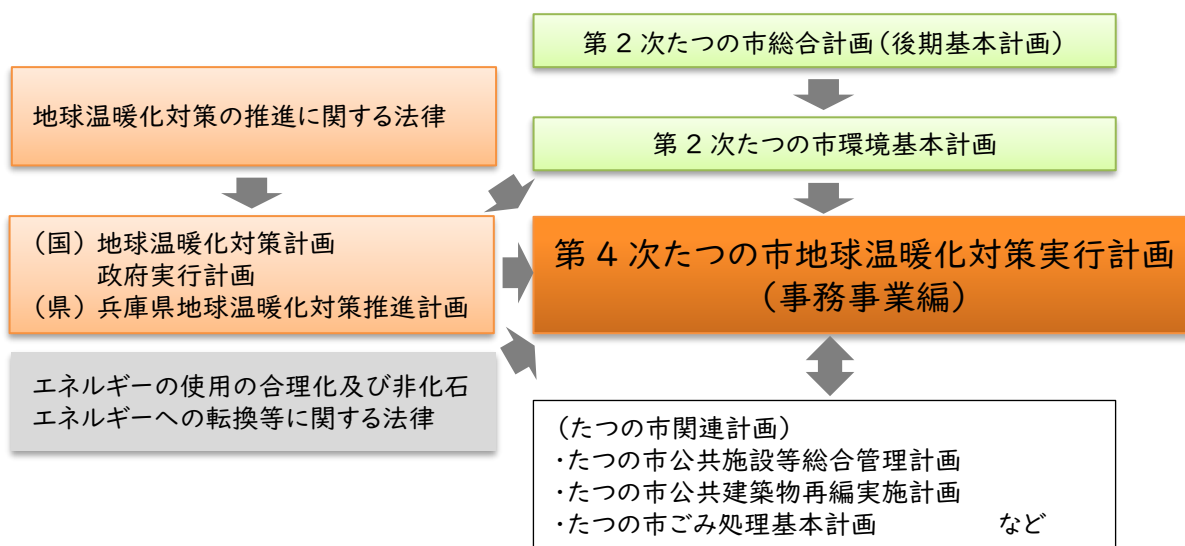 第2次たつの市総合計画(後期基本計画)
地球温暖化対策の推進に関する法律
第2次たつの市環境基本計画
(国)地球温暖化対策計画
政府実行計画
(県)兵庫県地球温暖化対策推進計画
第4次たつの市地球温暖化対策実行計画
(事務事業編)
エネルギーの使用の合理化及び非化石
エネルギーへの転換等に関する法律
(たつの市関連計画)
・たつの市公共施設等総合管理計画
・たつの市公共建築物再編実施計画
・たつの市ごみ処理基本計画 など